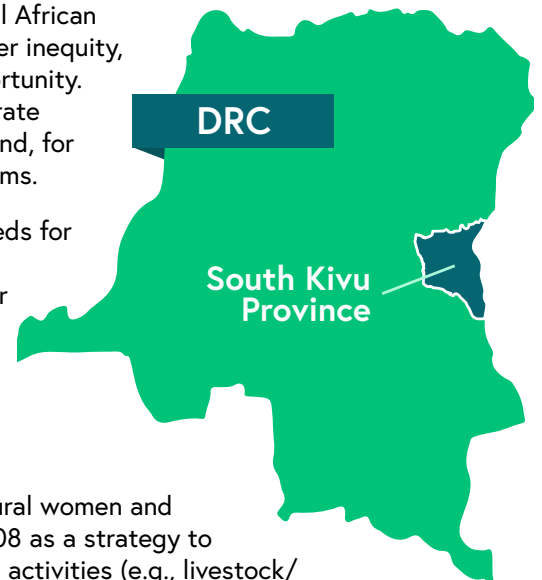 African
er inequity,
ortunity.
rate
nd, for
ms.
eds for
r
DRC
South Kivu
Province
ural women and
08 as a strategy to
activities (e.g., livestock/